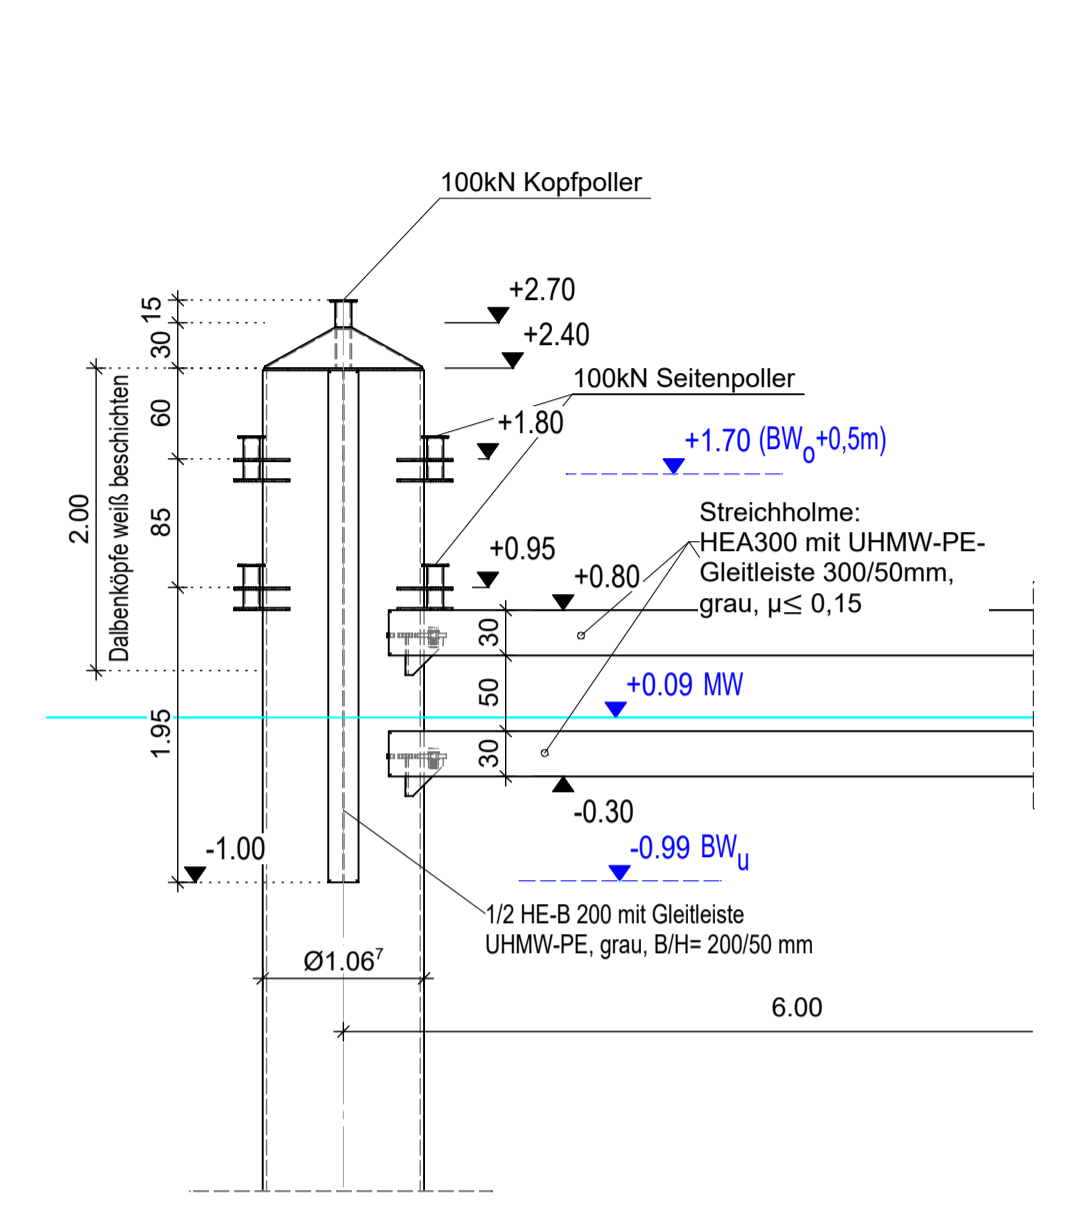 100kN Kopfpoller
+2.70
+2.40
15
30
60
85
1.95
2.00
Dalbenköpfe weiß beschichten
100kN Seitenpoller
+1.80
+1.70 (BWo+0,5m)
Streichholme:
HEA300 mit UHMW-PE-
Gleitleiste 300/50mm,
grau, µ≤ 0,15
+0.95
+0.80
30
50
30
+0.09 MW
-0.30
-0.99 BWu
-1.00
1/2 HE-B 200 mit Gleitleiste
UHMW-PE, grau, B/H= 200/50 mm
Ø1.06⁷
6.00